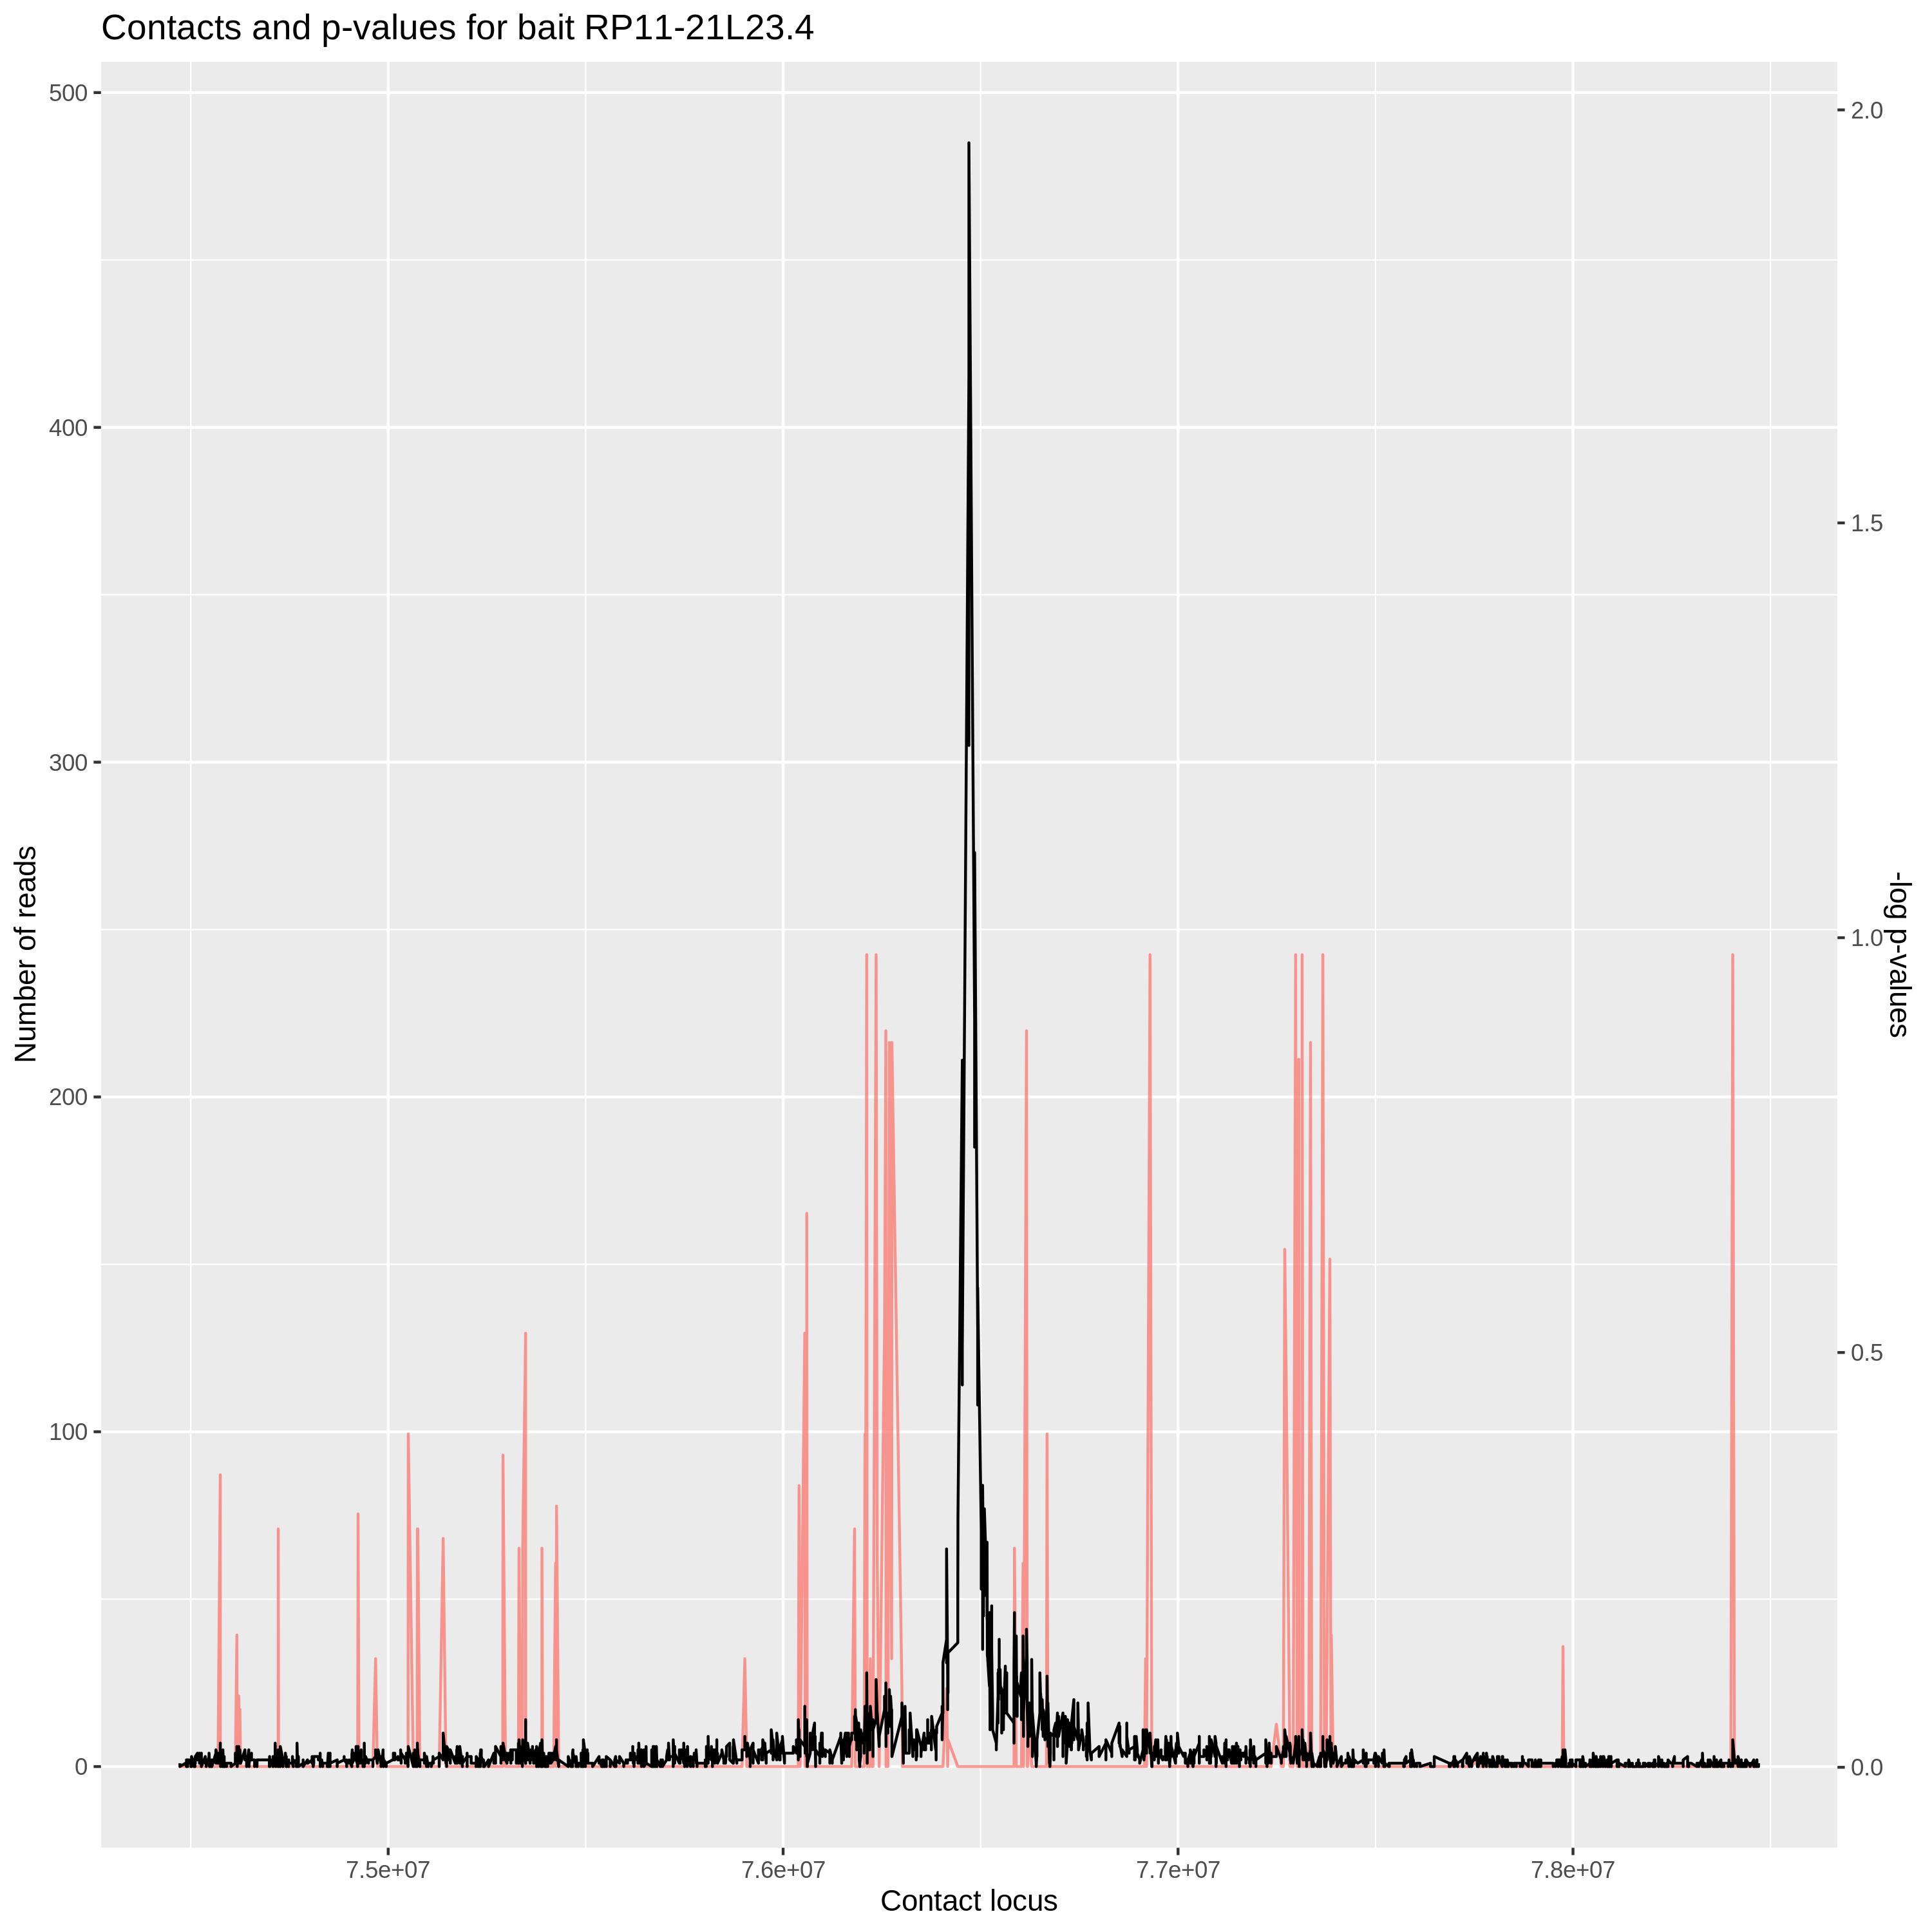 Contacts and p-values for bait RP11-21L23.4
500
400
300
200
100
0
Number of reads
2.0
1.5
1.0
0.5
0.0
-log p-values
7.5e+07 7.6e+07 7.7e+07 7.8e+07
Contact locus